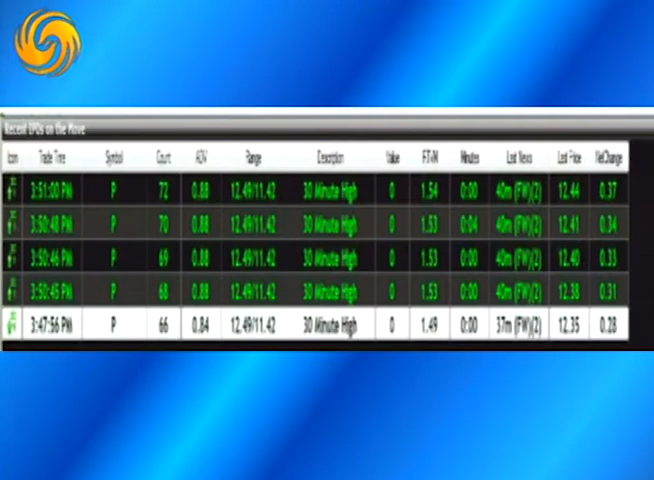 Recent IPOs on the Move
Icon Trade Time Symbol Count ADV Range Description Value RTVM Minutes Last News Last Price NetChange
3:51:00 PM P 72 0.88 12.49/11.42 30 Minute High 0 1.54 0:00 40m (FW)(2) 12.44 0.37
3:50:48 PM P 70 0.88 12.49/11.42 30 Minute High 0 1.53 0:04 40m (FW)(2) 12.41 0.34
3:50:46 PM P 69 0.88 12.49/11.42 30 Minute High 0 1.53 0:00 40m (FW)(2) 12.40 0.33
3:50:45 PM P 68 0.88 12.49/11.42 30 Minute High 0 1.53 0:00 40m (FW)(2) 12.38 0.31
3:47:56 PM P 66 0.84 12.49/11.42 30 Minute High 0 1.49 0:00 37m (FW)(2) 12.35 0.28